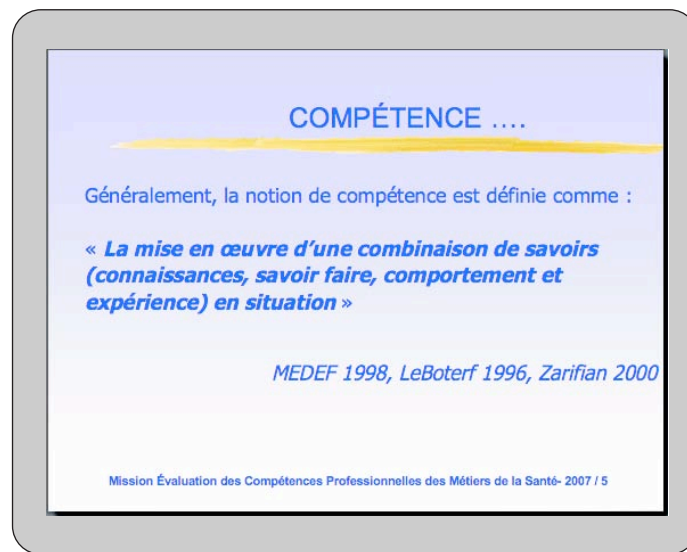 COMPÉTENCE ....
Généralement, la notion de compétence est définie comme :
« La mise en œuvre d'une combinaison de savoirs
(connaissances, savoir faire, comportement et
expérience) en situation »
MEDEF 1998, LeBoterf 1996, Zarifian 2000
Mission Évaluation des Compétences Professionnelles des Métiers de la Santé- 2007 / 5